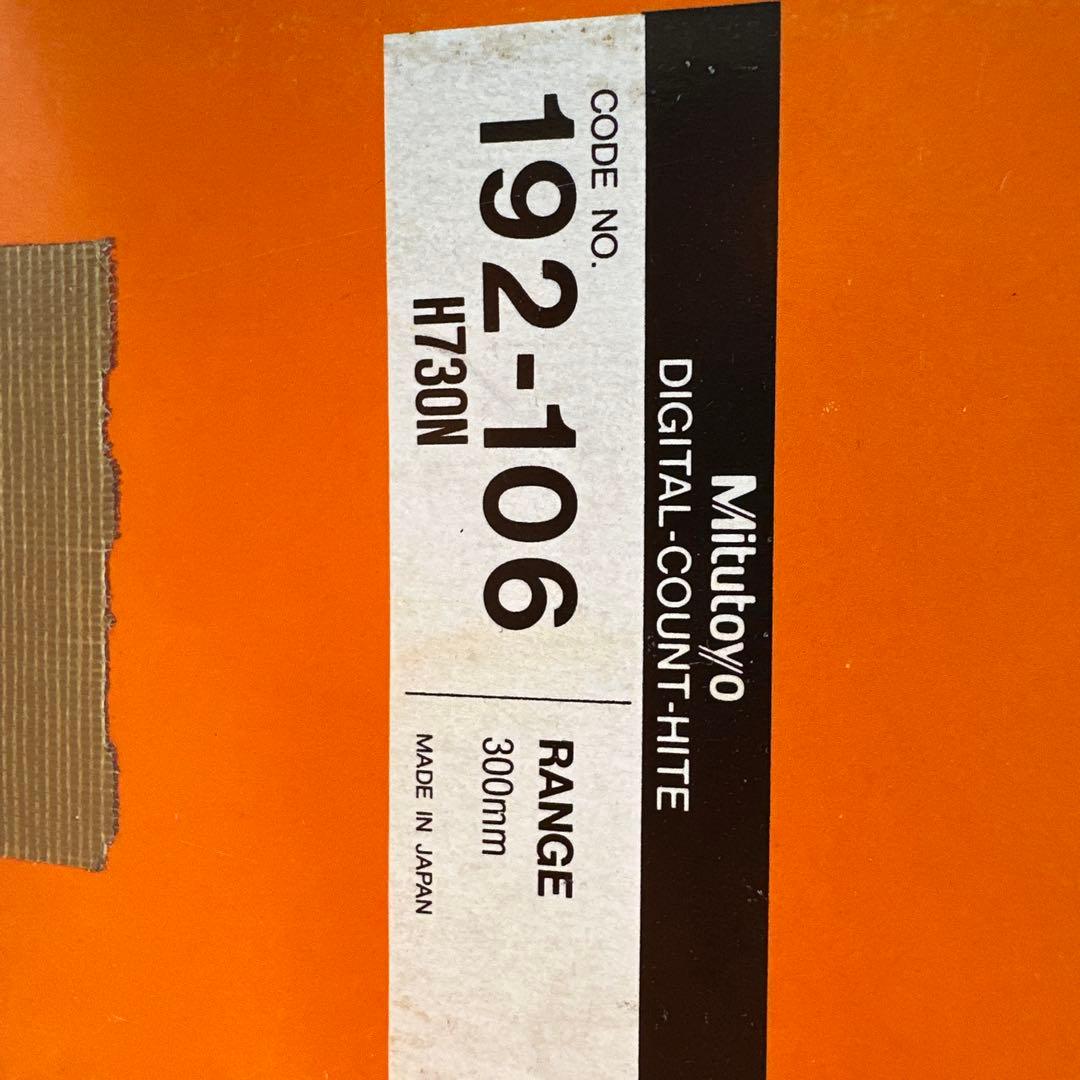 Mitutoyo
DIGITAL-COUNT-HITE
CODE NO.
192-106
H730N
RANGE
300mm
MADE IN JAPAN